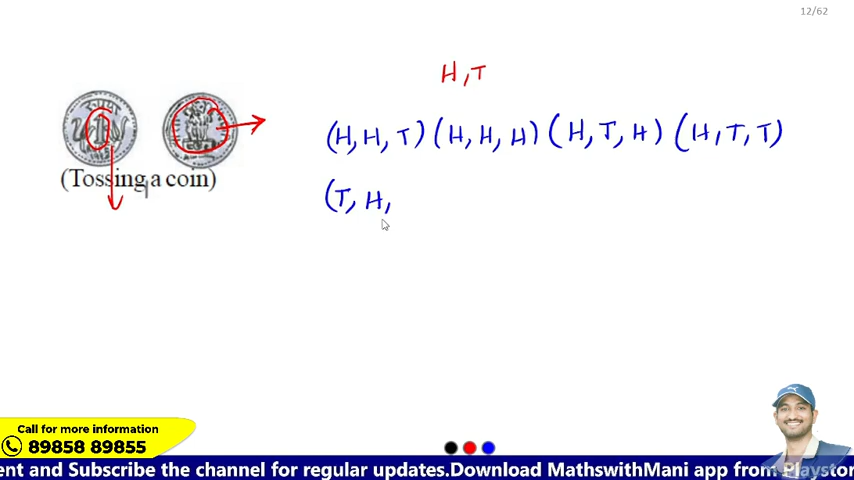 12/62
H, T
(H, H, T) (H, H, H) (H, T, H) (H, T, T)
(Tossing a coin)
(T, H,
Call for more information
89858 89855
ent and Subscribe the channel for regular updates.Download MathswithMani app from Playstor